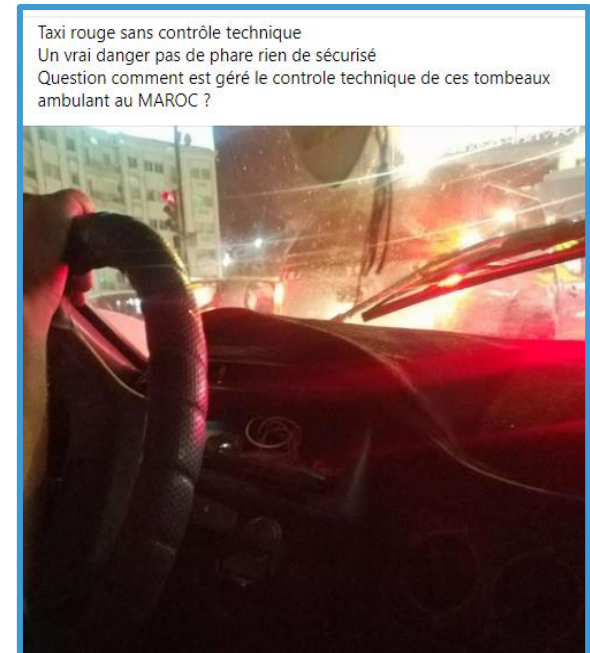 Taxi rouge sans contrôle technique
Un vrai danger pas de phare rien de sécurisé
Question comment est géré le controle technique de ces tombeaux
ambulant au MAROC ?